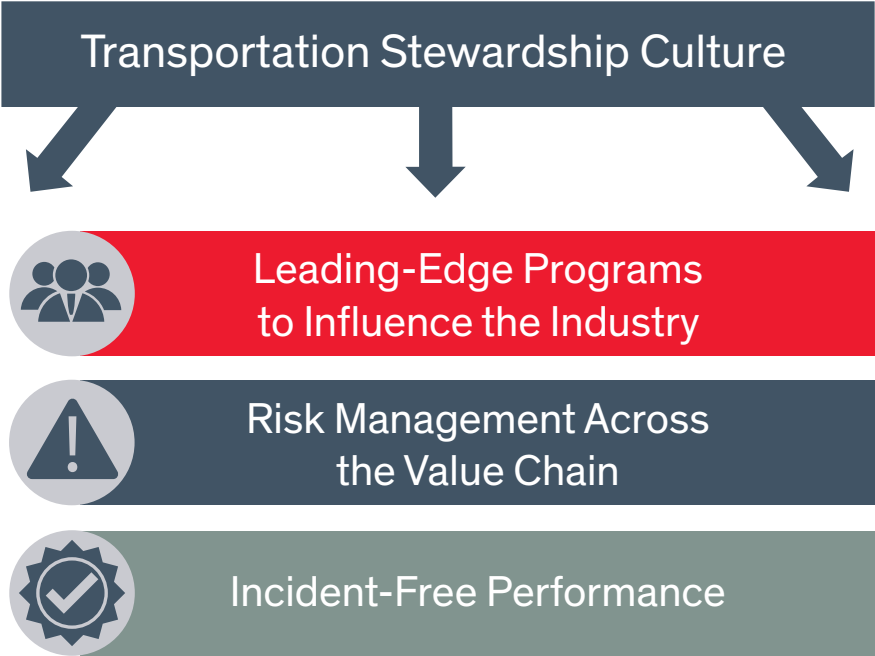 Transportation Stewardship Culture
Leading-Edge Programs
to Influence the Industry
Risk Management Across
the Value Chain
Incident-Free Performance